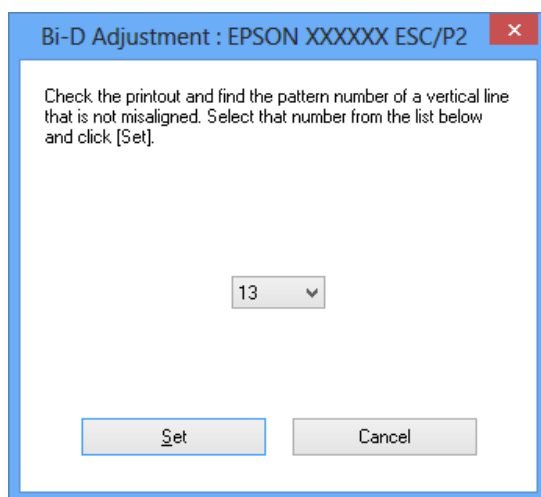 Bi-D Adjustment : EPSON XXXXXX ESC/P2
Check the printout and find the pattern number of a vertical line
that is not misaligned. Select that number from the list below
and click [Set].
13
Set
Cancel